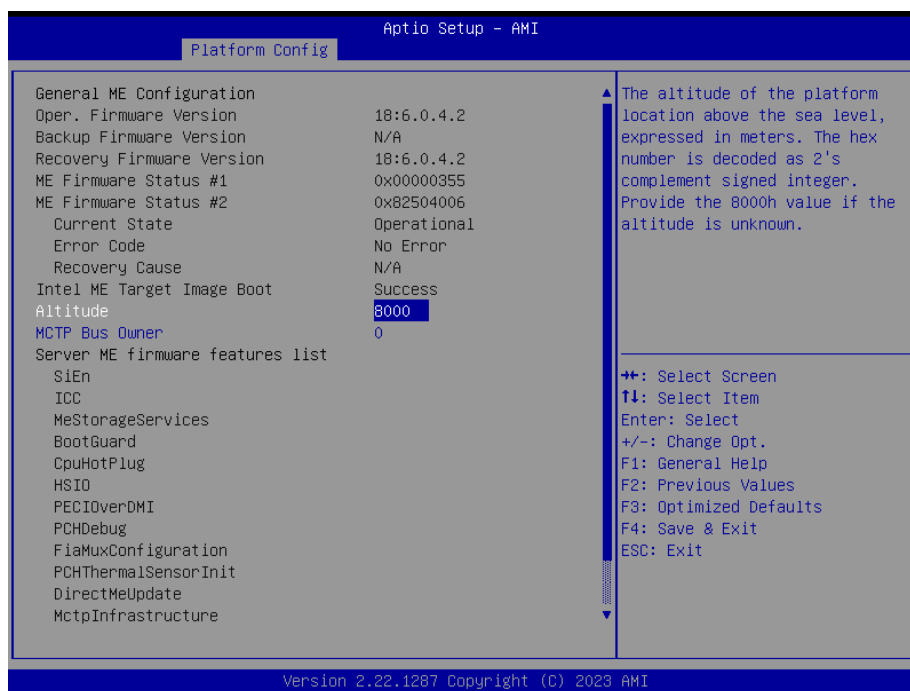 Aptio Setup - AMI
Platform Config
General ME Configuration
Oper. Firmware Version 18:6.0.4.2
Backup Firmware Version N/A
Recovery Firmware Version 18:6.0.4.2
ME Firmware Status #1 0x00000355
ME Firmware Status #2 0x82504006
Current State Operational
Error Code No Error
Recovery Cause N/A
Intel ME Target Image Boot Success
Altitude 8000
MCTP Bus Owner 0
Server ME firmware features list
SiEn
ICC
MeStorageServices
BootGuard
CpuHotPlug
HSIO
PECIOverDMI
PCHDebug
FiaMuxConfiguration
PCHThermalSensorInit
DirectMeUpdate
MctpInfrastructure
The altitude of the platform
location above the sea level,
expressed in meters. The hex
number is decoded as 2's
complement signed integer.
Provide the 8000h value if the
altitude is unknown.
→←: Select Screen
↑↓: Select Item
Enter: Select
+/-: Change Opt.
F1: General Help
F2: Previous Values
F3: Optimized Defaults
F4: Save & Exit
ESC: Exit
Version 2.22.1287 Copyright (C) 2023 AMI